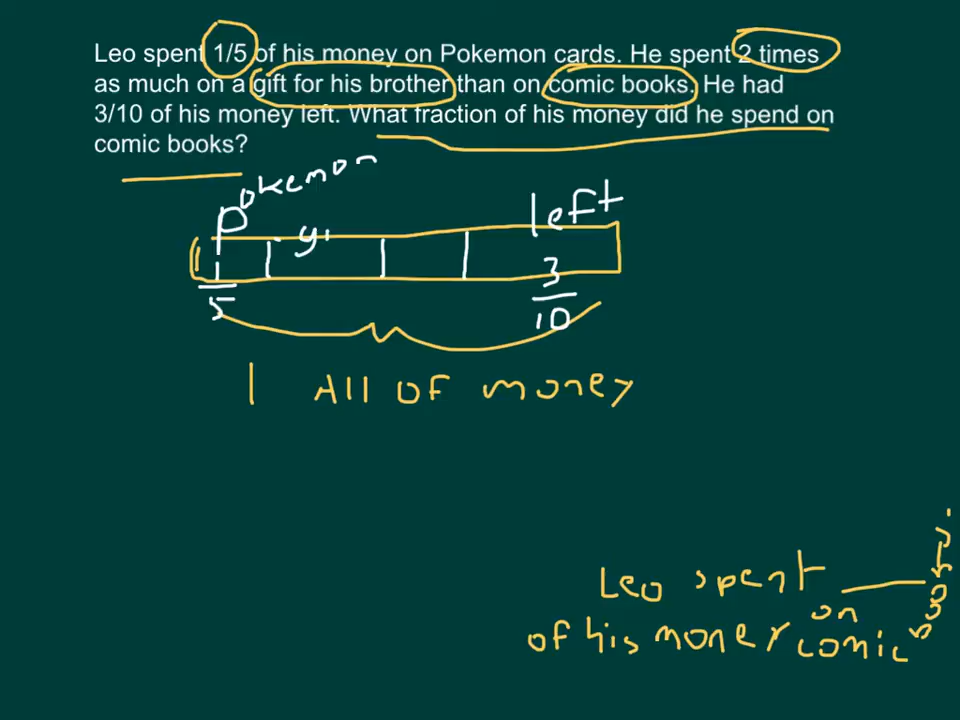 Leo spent 1/5 of his money on Pokemon cards. He spent 2 times
as much on a gift for his brother than on comic books. He had
3/10 of his money left. What fraction of his money did he spend on
comic books?
Pokemon
left
gi
1
5
3
10
1 All of money
Leo spent
of his money on comic books.